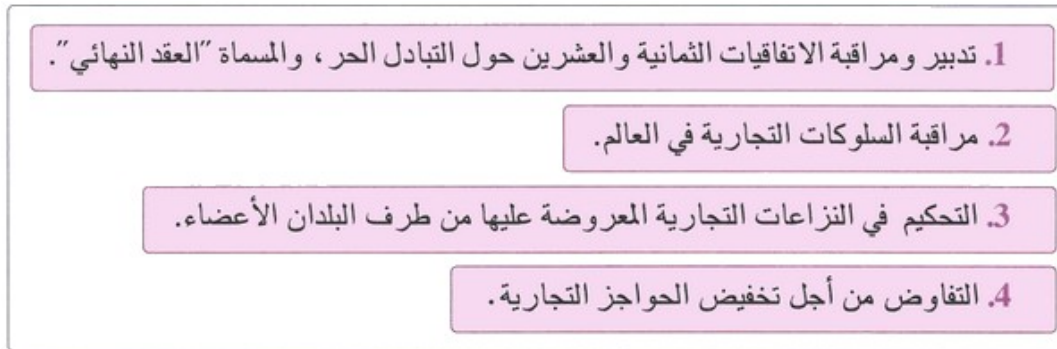 1. تدبير ومراقبة الاتفاقيات الثمانية والعشرين حول التبادل الحر، والمسماة "العقد النهائي".
2. مراقبة السلوكات التجارية في العالم.
3. التحكيم في النزاعات التجارية المعروضة عليها من طرف البلدان الأعضاء.
4. التفاوض من أجل تخفيض الحواجز التجارية.